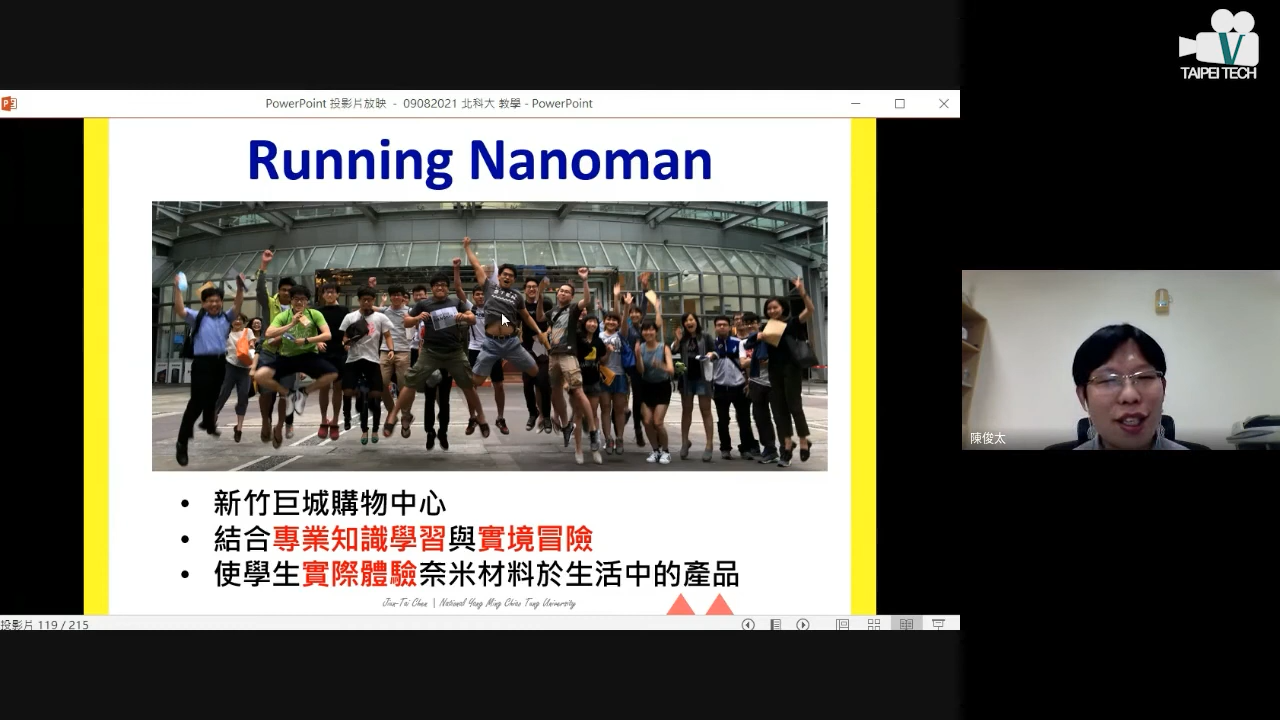 V
TAIPEI TECH
PowerPoint 投影片放映 - 09082021 北科大 教學 - PowerPoint
Running Nanoman
• 新竹巨城購物中心
• 結合專業知識學習與實境冒險
• 使學生實際體驗奈米材料於生活中的產品
Jiun-Tai Chen | National Yang Ming Chiao Tung University
投影片 119 / 215
陳俊太